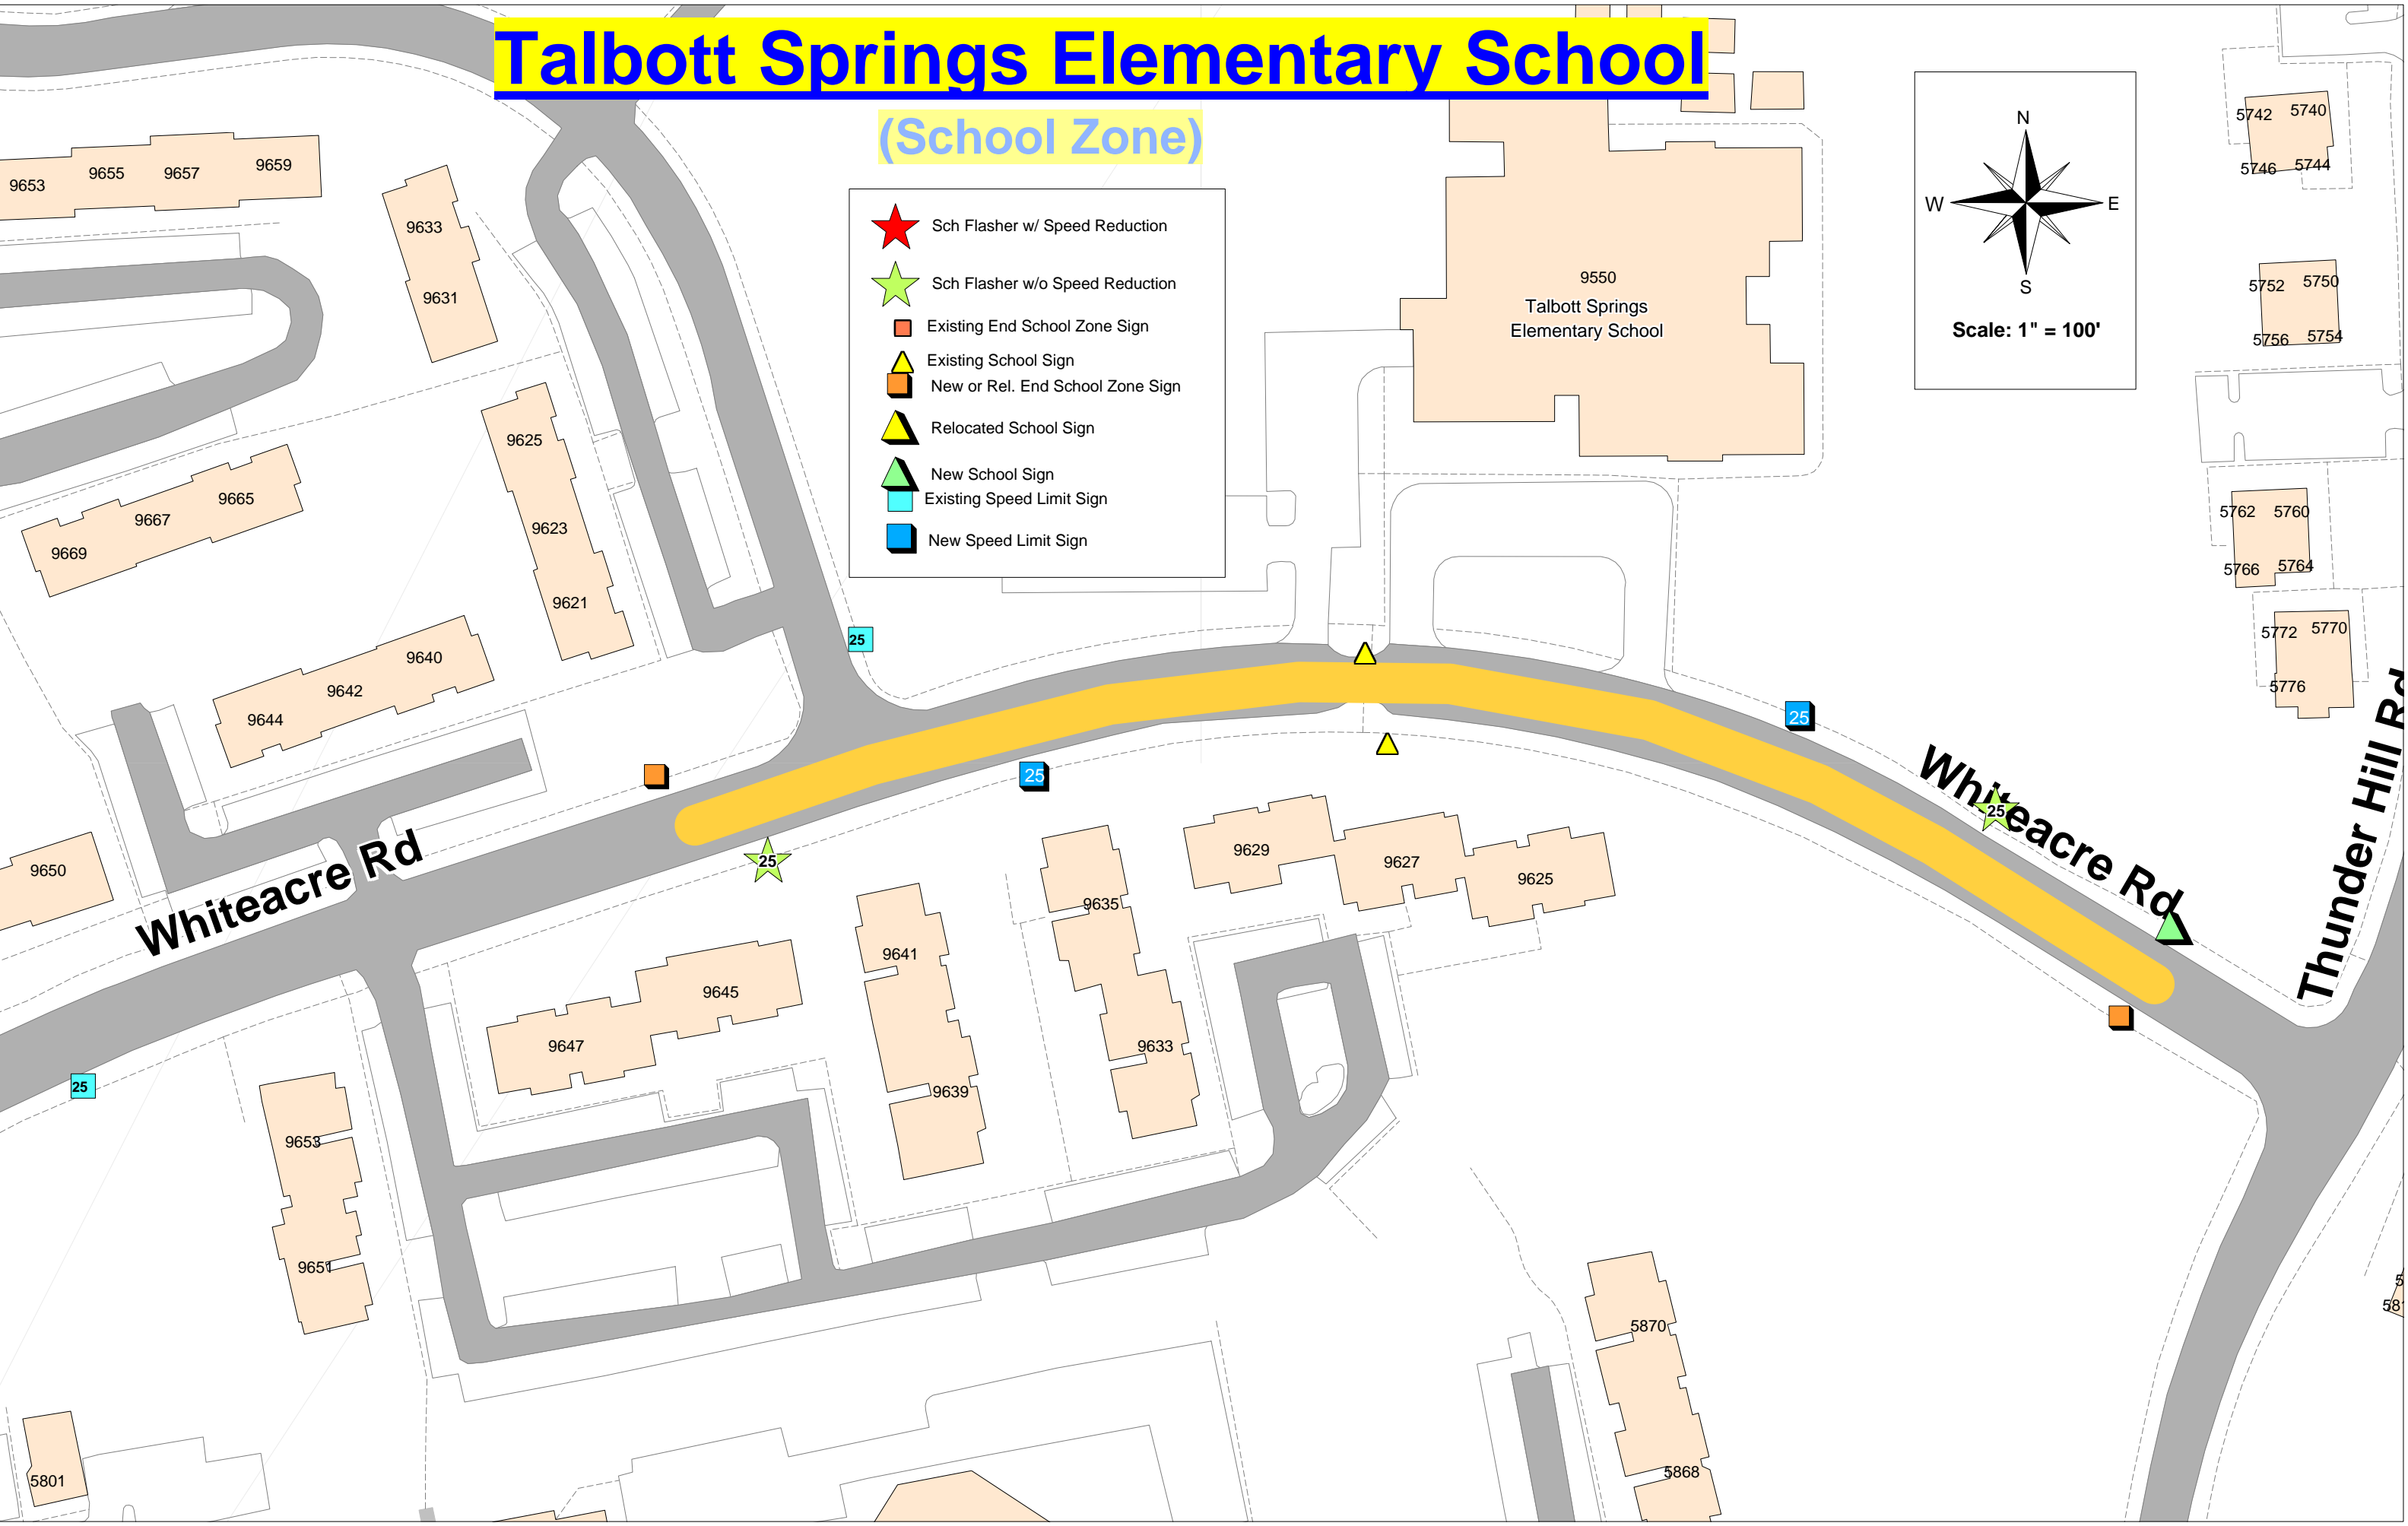 Talbott Springs Elementary School
(School Zone)
Sch Flasher w/ Speed Reduction
Sch Flasher w/o Speed Reduction
Existing End School Zone Sign
Existing School Sign
New or Rel. End School Zone Sign
Relocated School Sign
New School Sign
Existing Speed Limit Sign
New Speed Limit Sign
N
W
E
S
Scale: 1" = 100'
9550
Talbott Springs
Elementary School
5742
5740
5746
5744
5752
5750
5756
5754
5762
5760
5766
5764
5772
5770
5776
9653
9655
9657
9659
9633
9631
9625
9623
9621
9665
9667
9669
9640
9642
9644
9650
25
25
25
25
25
25
Whiteacre Rd
Whiteacre Rd
Thunder Hill Rd
9629
9627
9625
9635
9633
9641
9639
9645
9647
9653
9651
5801
5870
5868